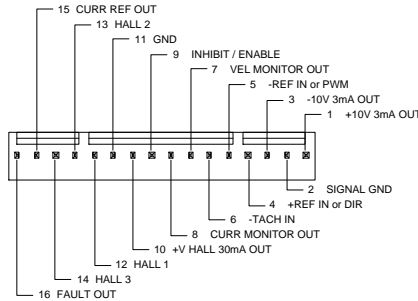 15 CURR REF OUT
13 HALL 2
11 GND
9 INHIBIT / ENABLE
7 VEL MONITOR OUT
5 -REF IN or PWM
3 -10V 3mA OUT
1 +10V 3mA OUT
2 SIGNAL GND
4 +REF IN or DIR
6 -TACH IN
8 CURR MONITOR OUT
10 +V HALL 30mA OUT
12 HALL 1
14 HALL 3
16 FAULT OUT